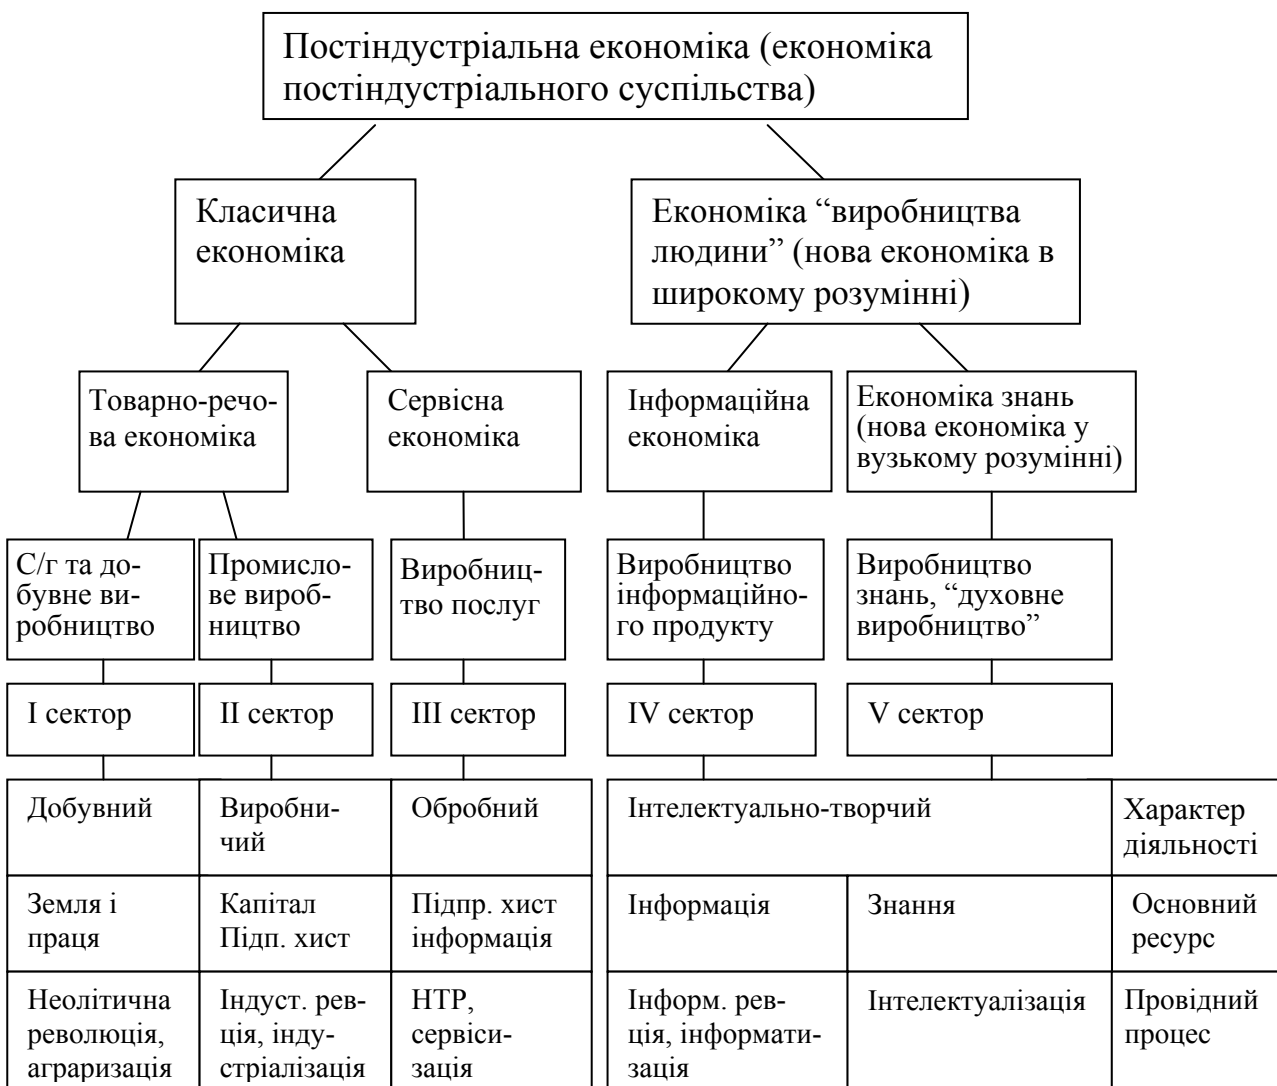 Постіндустріальна економіка (економіка
постіндустріального суспільства)
Класична
економіка
Економіка “виробництва
людини” (нова економіка в
широкому розумінні)
Товарно-речо-
ва економіка
Сервісна
економіка
Інформаційна
економіка
Економіка знань
(нова економіка у
вузькому розумінні)
С/г та до-
бувне ви-
робництво
Промисло-
ве вироб-
ництво
Виробниц-
тво послуг
Виробництво
інформаційно-
го продукту
Виробництво
знань, “духовне
виробництво”
I сектор
II сектор
III сектор
IV сектор
V сектор
Добувний
Виробни-
чий
Обробний
Інтелектуально-творчий
Характер
діяльності
Земля і
праця
Капітал
Підп. хист
Підпр. хист
інформація
Інформація
Знання
Основний
ресурс
Неолітична
революція,
аграризація
Індуст. рев-
ція, інду-
стріалізація
НТР,
сервіси-
зація
Інформ. рев-
ція, інформати-
зація
Інтелектуалізація
Провідний
процес